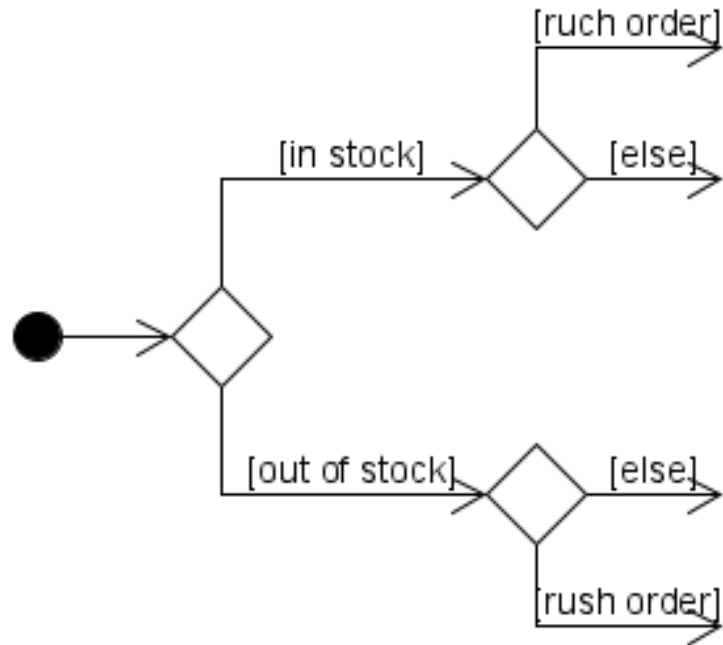 [ruch order]
[in stock]
[else]
[out of stock]
[else]
[rush order]